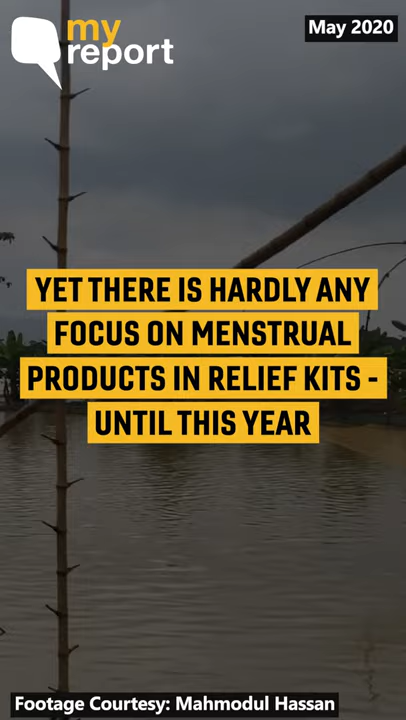 my
report
May 2020
YET THERE IS HARDLY ANY
FOCUS ON MENSTRUAL
PRODUCTS IN RELIEF KITS -
UNTIL THIS YEAR
Footage Courtesy: Mahmodul Hassan